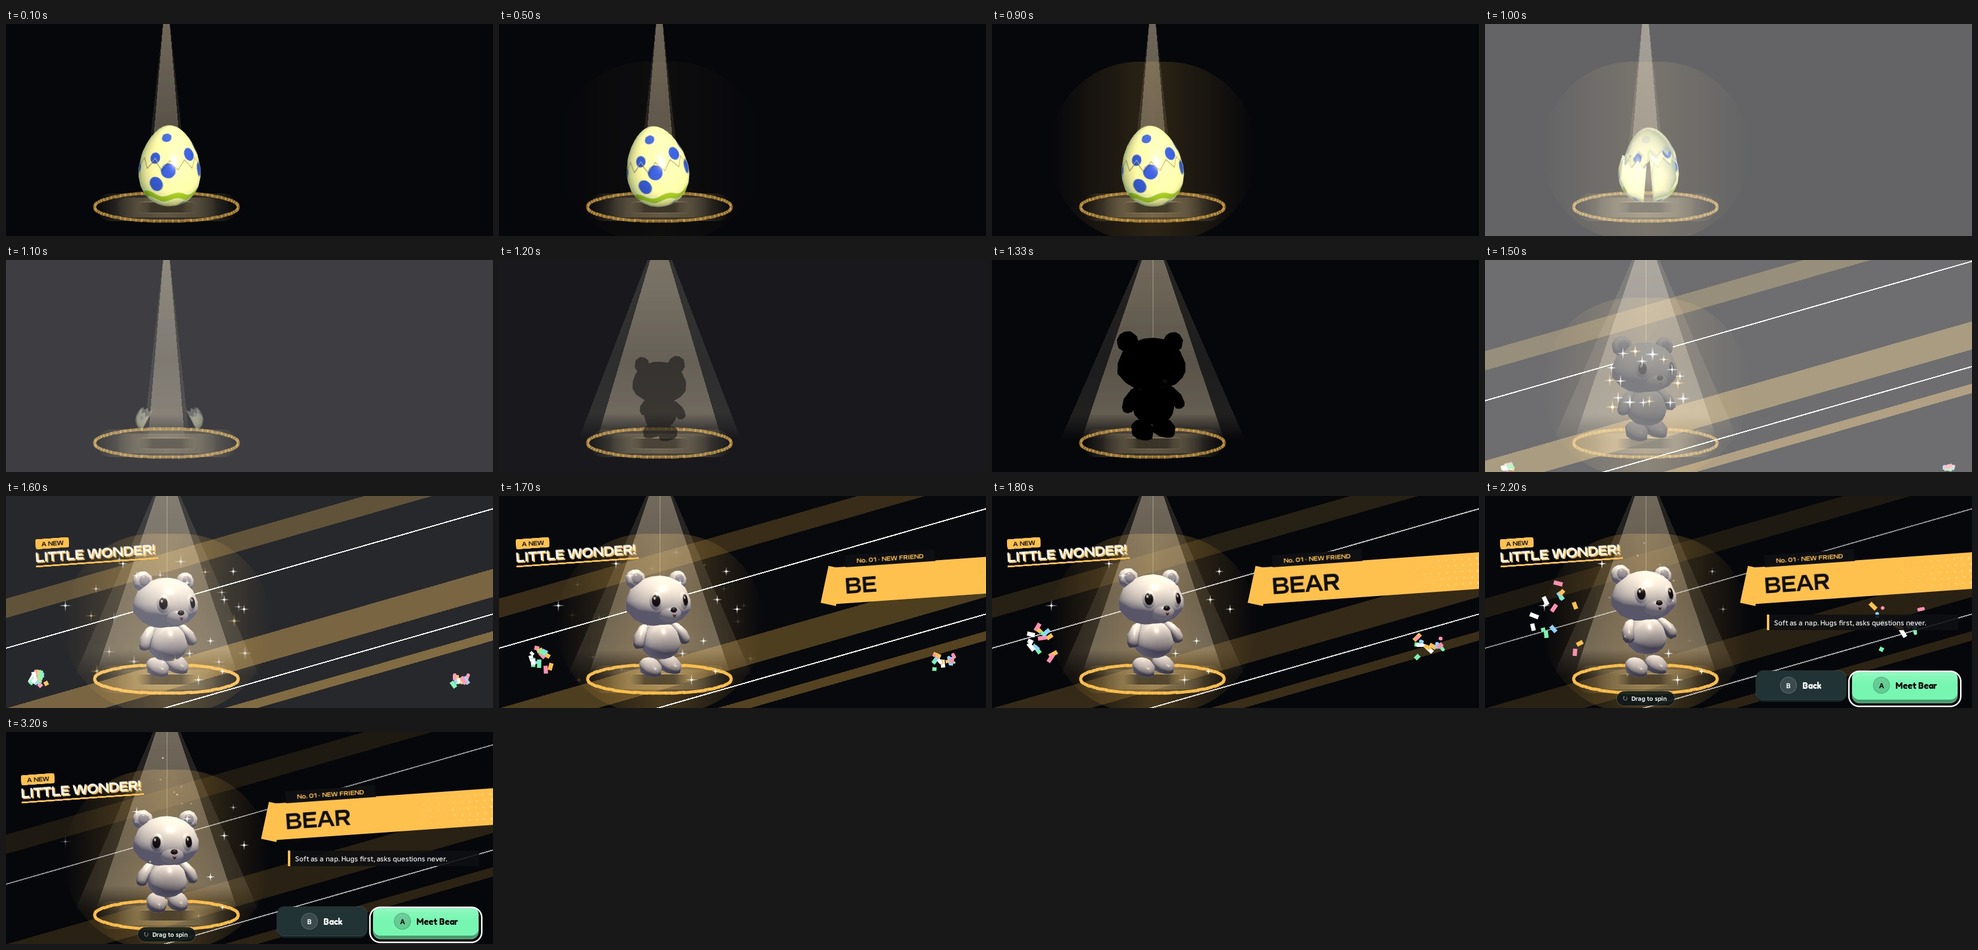 t = 0.10 s
t = 0.50 s
t = 0.90 s
t = 1.00 s
t = 1.10 s
t = 1.20 s
t = 1.33 s
t = 1.50 s
t = 1.60 s
A NEW
LITTLE WONDER!
t = 1.70 s
A NEW
LITTLE WONDER!
No. 01 · NEW FRIEND
BE
t = 1.80 s
A NEW
LITTLE WONDER!
No. 01 · NEW FRIEND
BEAR
t = 2.20 s
A NEW
LITTLE WONDER!
No. 01 · NEW FRIEND
BEAR
Soft as a nap. Hugs first, asks questions never.
B Back
A Meet Bear
Drag to spin
t = 3.20 s
A NEW
LITTLE WONDER!
No. 01 · NEW FRIEND
BEAR
Soft as a nap. Hugs first, asks questions never.
B Back
A Meet Bear
Drag to spin